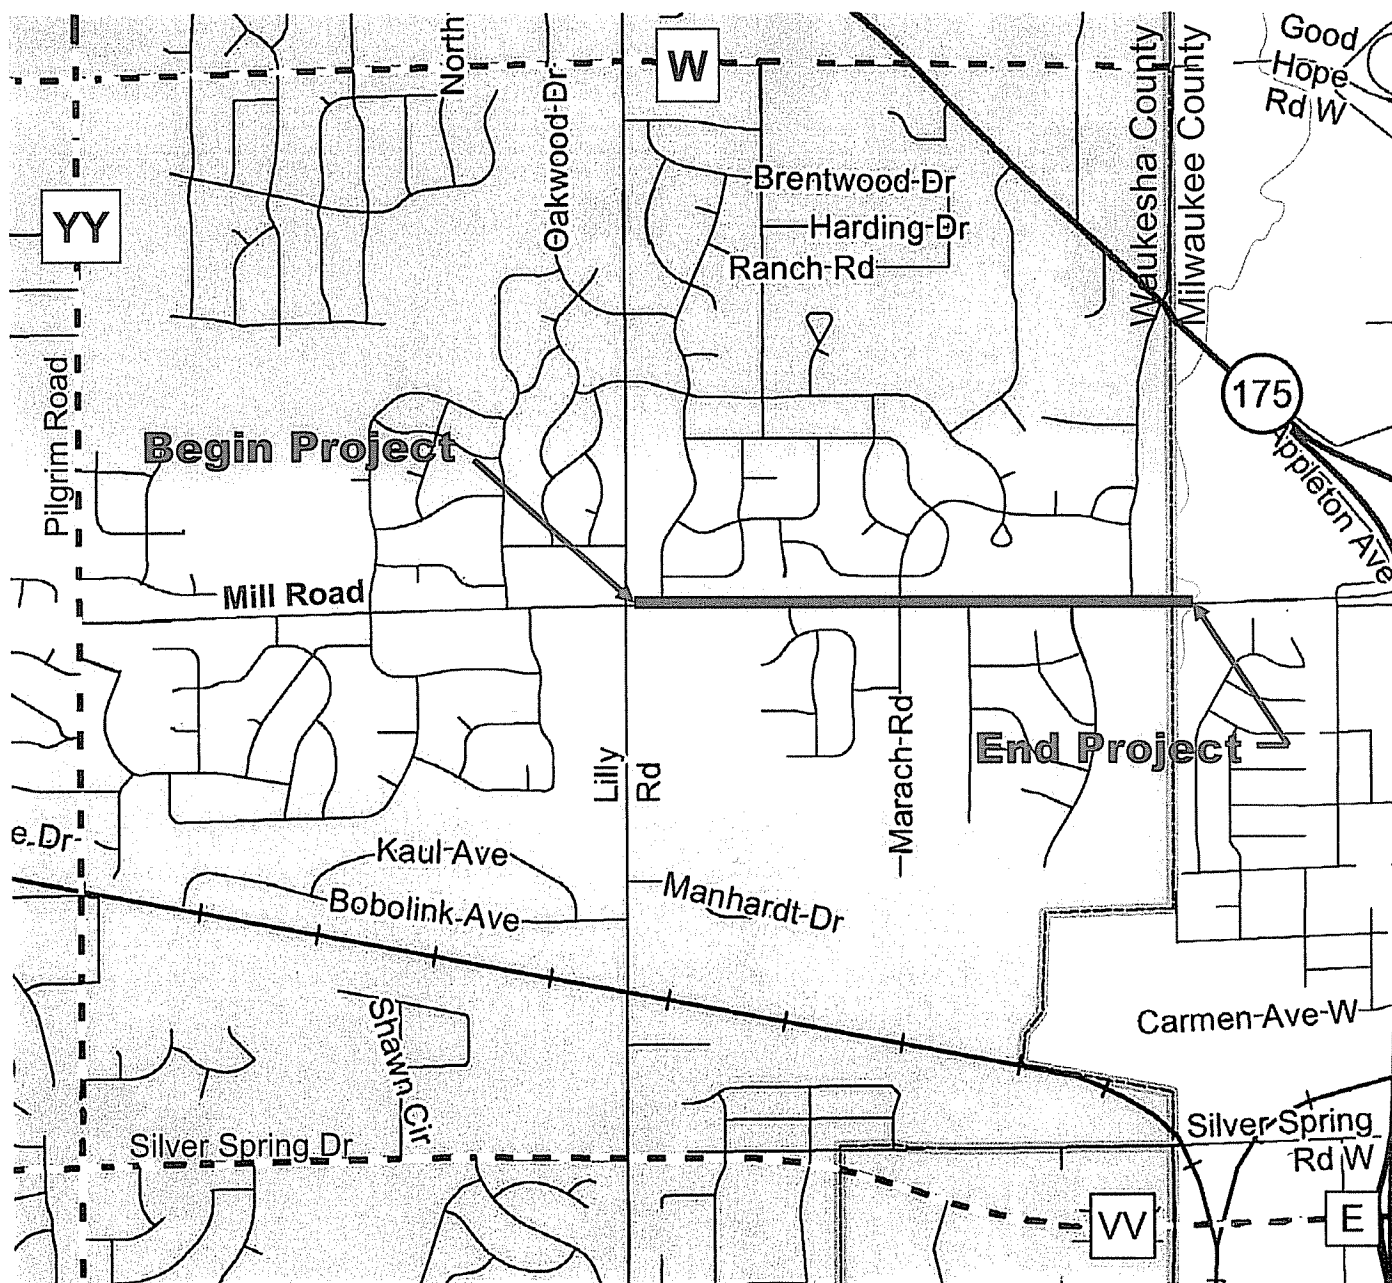 North
W
Good
Hope
Rd W
Oakwood-Dr
Waukesha County
Milwaukee County
Brentwood-Dr
YY
Harding-Dr
Ranch-Rd
175
Pilgrim Road
Begin Project
Appleton Ave
Mill Road
Marach-Rd
End Project
Lilly
Rd
e-Dr
Kaul-Ave
Manhardt-Dr
Bobolink-Ave
Shawn Cir
Carmen-Ave-W
Silver Spring
Rd W
Silver Spring Dr
VV
E